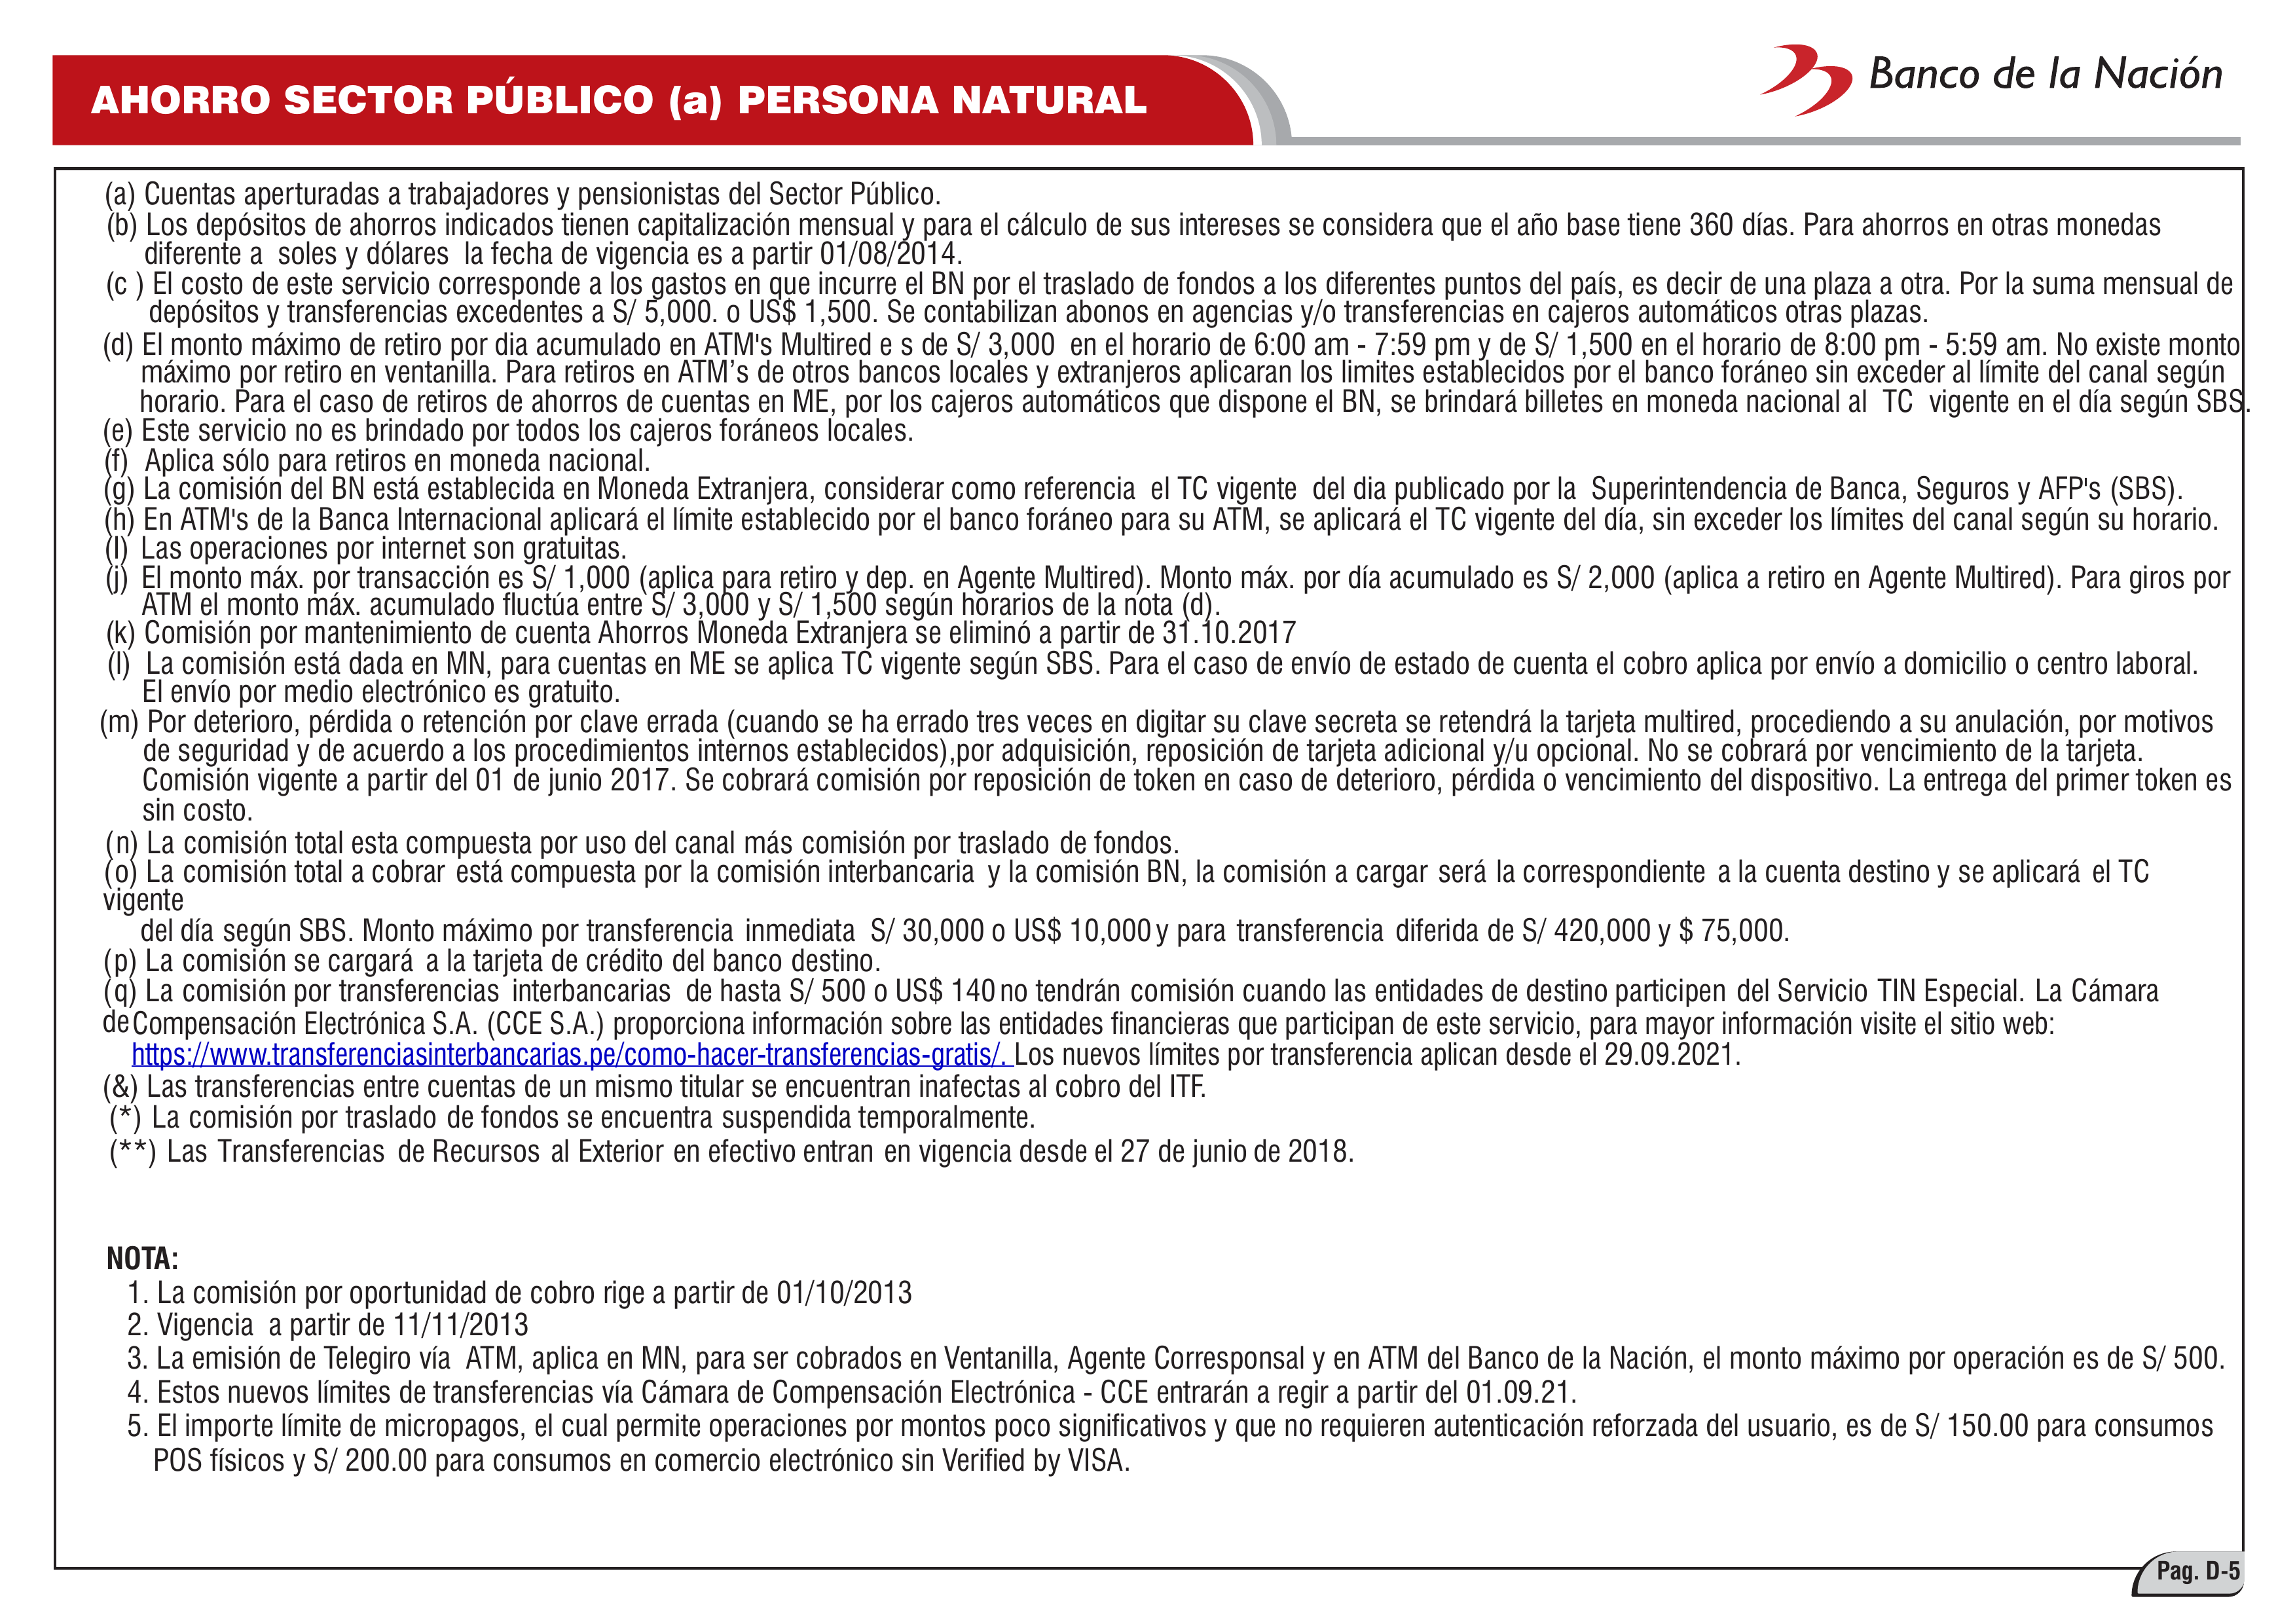 AHORRO SECTOR PÚBLICO (a) PERSONA NATURAL
Banco de la Nación
(a) Cuentas aperturadas a trabajadores y pensionistas del Sector Público.
(b) Los depósitos de ahorros indicados tienen capitalización mensual y para el cálculo de sus intereses se considera que el año base tiene 360 días. Para ahorros en otras monedas
diferente a soles y dólares la fecha de vigencia es a partir 01/08/2014.
(c ) El costo de este servicio corresponde a los gastos en que incurre el BN por el traslado de fondos a los diferentes puntos del país, es decir de una plaza a otra. Por la suma mensual de
depósitos y transferencias excedentes a S/ 5,000. o US$ 1,500. Se contabilizan abonos en agencias y/o transferencias en cajeros automáticos otras plazas.
(d) El monto máximo de retiro por dia acumulado en ATM's Multired e s de S/ 3,000 en el horario de 6:00 am - 7:59 pm y de S/ 1,500 en el horario de 8:00 pm - 5:59 am. No existe monto
máximo por retiro en ventanilla. Para retiros en ATM’s de otros bancos locales y extranjeros aplicaran los limites establecidos por el banco foráneo sin exceder al límite del canal según
horario. Para el caso de retiros de ahorros de cuentas en ME, por los cajeros automáticos que dispone el BN, se brindará billetes en moneda nacional al TC vigente en el día según SBS.
(e) Este servicio no es brindado por todos los cajeros foráneos locales.
(f) Aplica sólo para retiros en moneda nacional.
(g) La comisión del BN está establecida en Moneda Extranjera, considerar como referencia el TC vigente del dia publicado por la Superintendencia de Banca, Seguros y AFP's (SBS).
(h) En ATM's de la Banca Internacional aplicará el límite establecido por el banco foráneo para su ATM, se aplicará el TC vigente del día, sin exceder los límites del canal según su horario.
(I) Las operaciones por internet son gratuitas.
(j) El monto máx. por transacción es S/ 1,000 (aplica para retiro y dep. en Agente Multired). Monto máx. por día acumulado es S/ 2,000 (aplica a retiro en Agente Multired). Para giros por
ATM el monto máx. acumulado fluctúa entre S/ 3,000 y S/ 1,500 según horarios de la nota (d).
(k) Comisión por mantenimiento de cuenta Ahorros Moneda Extranjera se eliminó a partir de 31.10.2017
(l) La comisión está dada en MN, para cuentas en ME se aplica TC vigente según SBS. Para el caso de envío de estado de cuenta el cobro aplica por envío a domicilio o centro laboral.
El envío por medio electrónico es gratuito.
(m) Por deterioro, pérdida o retención por clave errada (cuando se ha errado tres veces en digitar su clave secreta se retendrá la tarjeta multired, procediendo a su anulación, por motivos
de seguridad y de acuerdo a los procedimientos internos establecidos),por adquisición, reposición de tarjeta adicional y/u opcional. No se cobrará por vencimiento de la tarjeta.
Comisión vigente a partir del 01 de junio 2017. Se cobrará comisión por reposición de token en caso de deterioro, pérdida o vencimiento del dispositivo. La entrega del primer token es
sin costo.
(n) La comisión total esta compuesta por uso del canal más comisión por traslado de fondos.
(o) La comisión total a cobrar está compuesta por la comisión interbancaria y la comisión BN, la comisión a cargar será la correspondiente a la cuenta destino y se aplicará el TC
vigente
del día según SBS. Monto máximo por transferencia inmediata S/ 30,000 o US$ 10,000 y para transferencia diferida de S/ 420,000 y $ 75,000.
(p) La comisión se cargará a la tarjeta de crédito del banco destino.
(q) La comisión por transferencias interbancarias de hasta S/ 500 o US$ 140 no tendrán comisión cuando las entidades de destino participen del Servicio TIN Especial. La Cámara
de Compensación Electrónica S.A. (CCE S.A.) proporciona información sobre las entidades financieras que participan de este servicio, para mayor información visite el sitio web:
https://www.transferenciasinterbancarias.pe/como-hacer-transferencias-gratis/. Los nuevos límites por transferencia aplican desde el 29.09.2021.
(&) Las transferencias entre cuentas de un mismo titular se encuentran inafectas al cobro del ITF.
(*) La comisión por traslado de fondos se encuentra suspendida temporalmente.
(**) Las Transferencias de Recursos al Exterior en efectivo entran en vigencia desde el 27 de junio de 2018.
NOTA:
1. La comisión por oportunidad de cobro rige a partir de 01/10/2013
2. Vigencia a partir de 11/11/2013
3. La emisión de Telegiro vía ATM, aplica en MN, para ser cobrados en Ventanilla, Agente Corresponsal y en ATM del Banco de la Nación, el monto máximo por operación es de S/ 500.
4. Estos nuevos límites de transferencias vía Cámara de Compensación Electrónica - CCE entrarán a regir a partir del 01.09.21.
5. El importe límite de micropagos, el cual permite operaciones por montos poco significativos y que no requieren autenticación reforzada del usuario, es de S/ 150.00 para consumos
POS físicos y S/ 200.00 para consumos en comercio electrónico sin Verified by VISA.
Pag. D-5